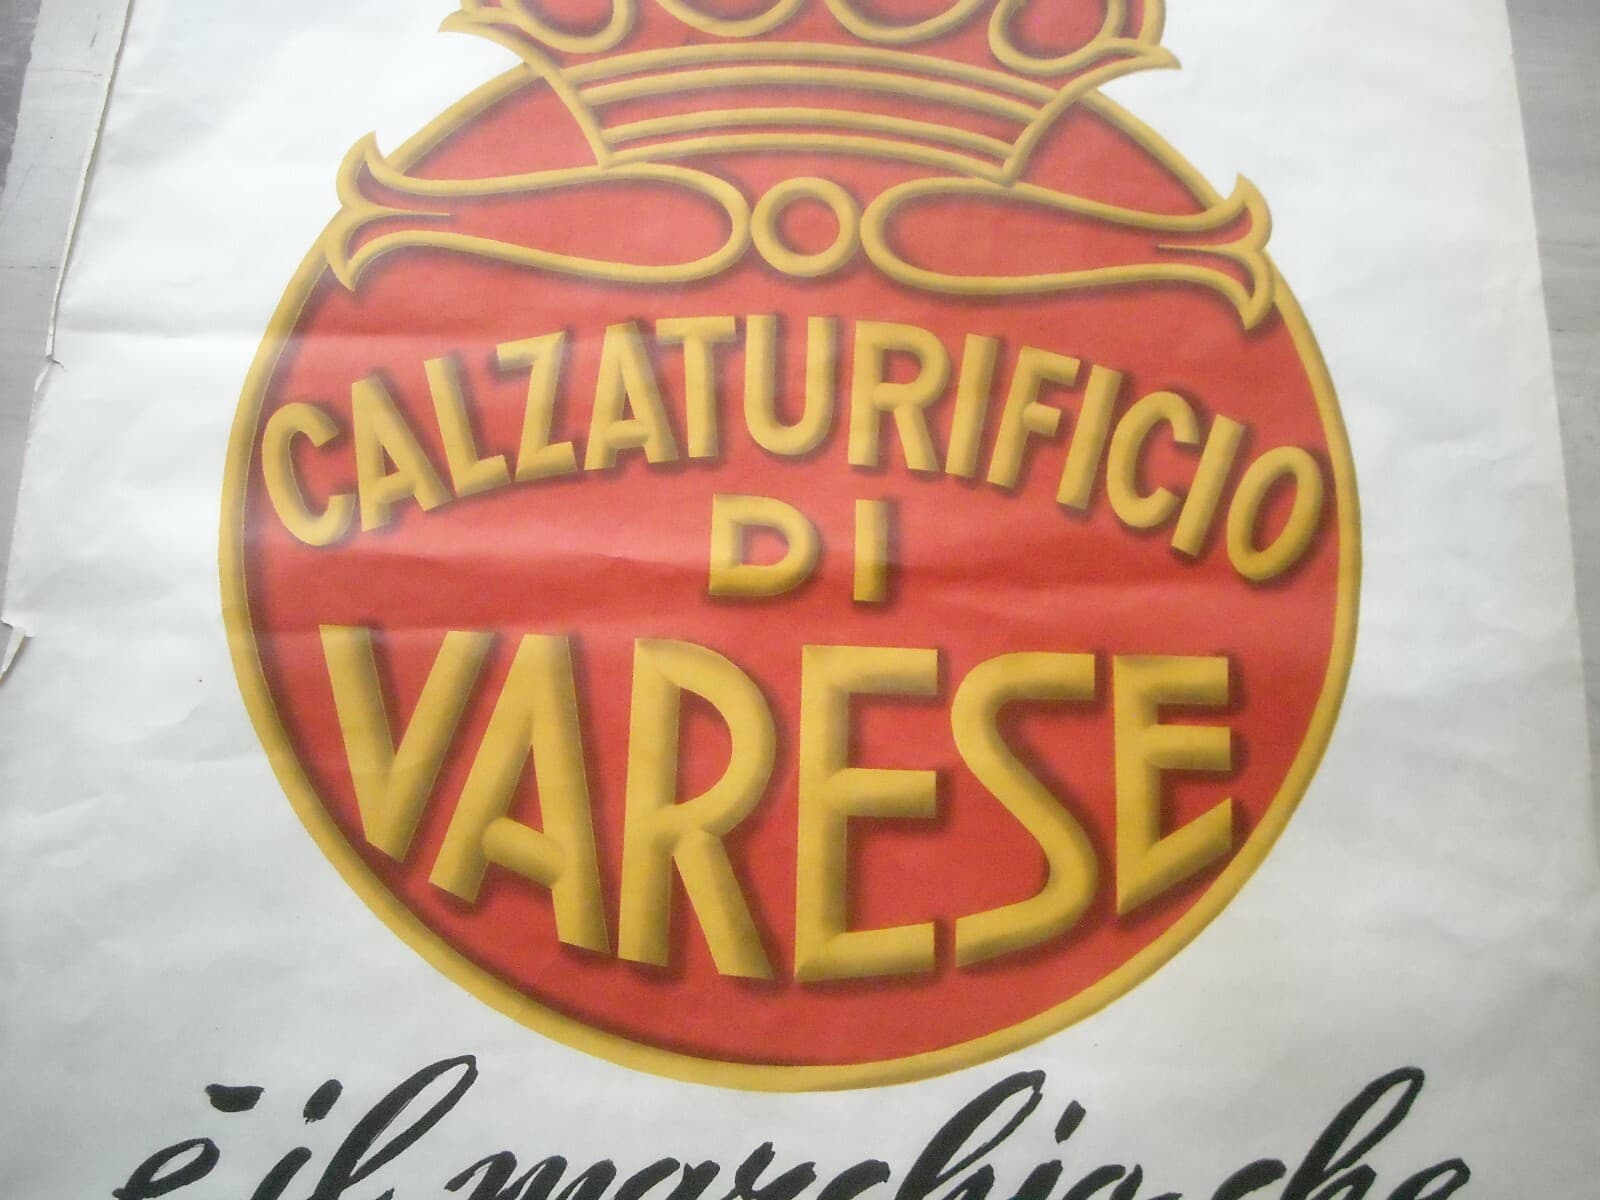 CALZATURIFICIO
DI
VARESE
è il marchio che